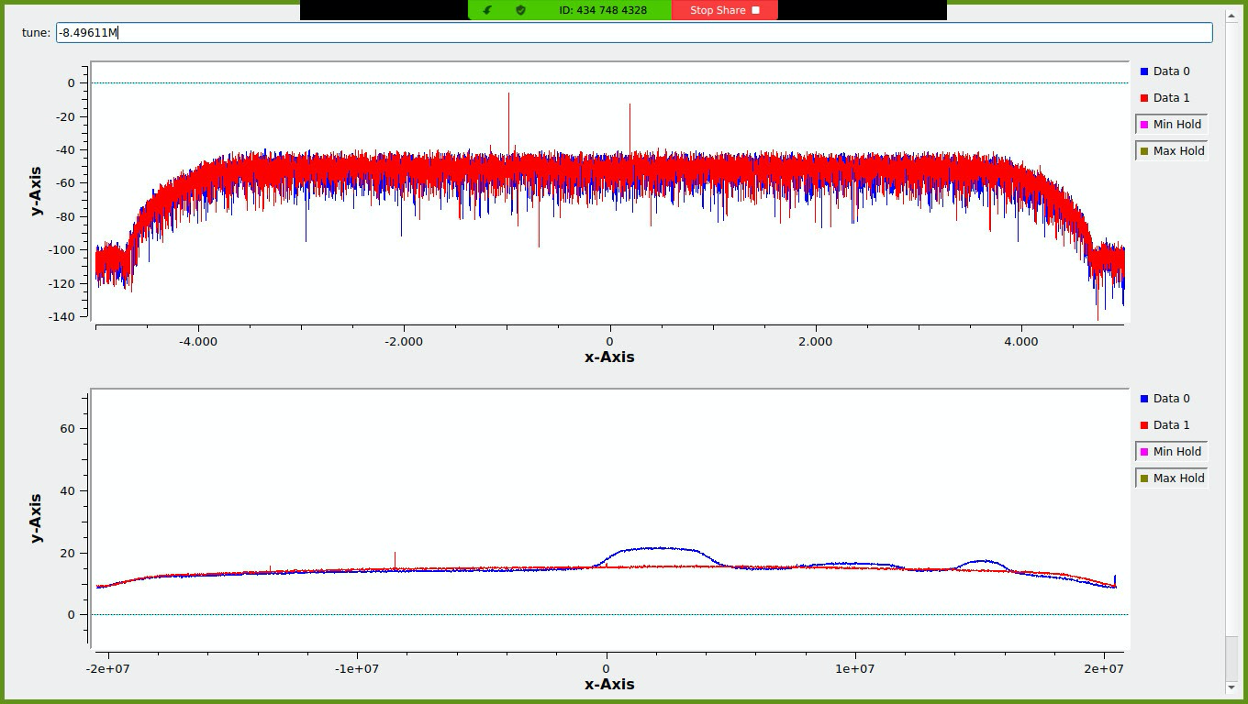 ID: 434 748 4328 Stop Share
tune: -8.49611M
0
-20
-40
-60
-80
-100
-120
-140
y-Axis
-4.000 -2.000 0 2.000 4.000
x-Axis
Data 0
Data 1
Min Hold
Max Hold
60
40
20
0
y-Axis
-2e+07 -1e+07 0 1e+07 2e+07
x-Axis
Data 0
Data 1
Min Hold
Max Hold